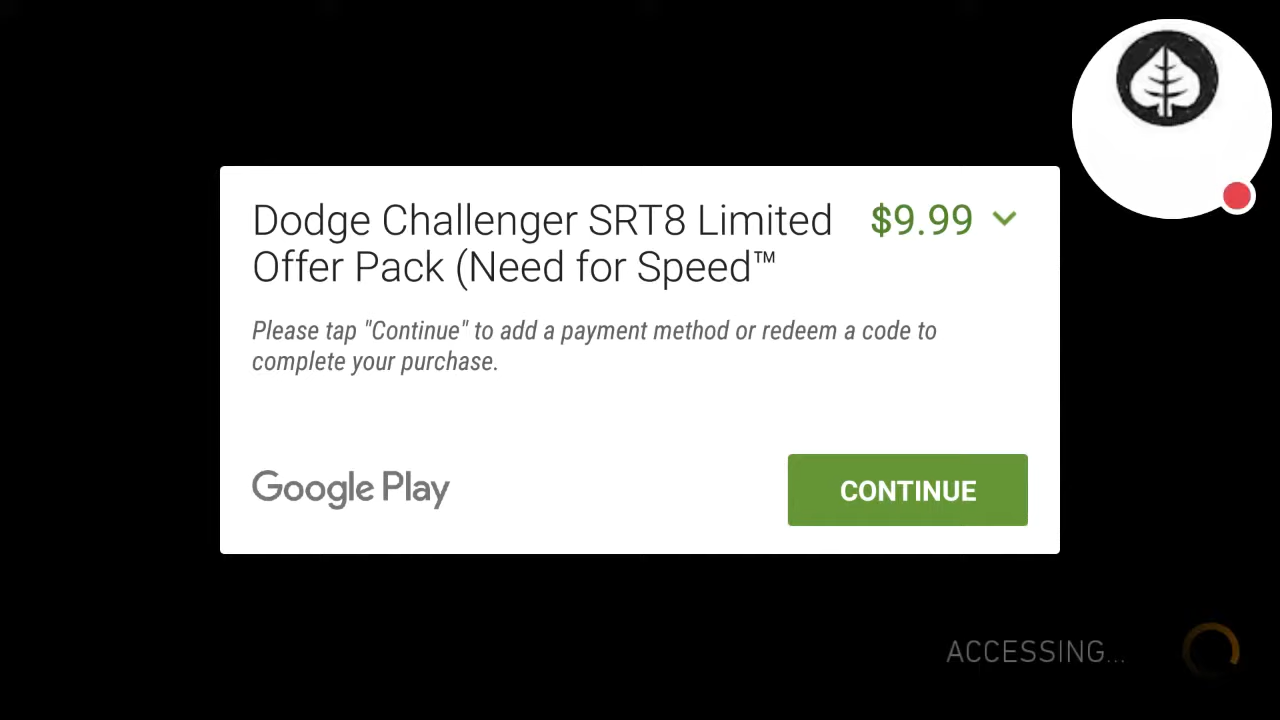 Dodge Challenger SRT8 Limited
Offer Pack (Need for Speed™
$9.99
Please tap "Continue" to add a payment method or redeem a code to
complete your purchase.
Google Play
CONTINUE
ACCESSING...